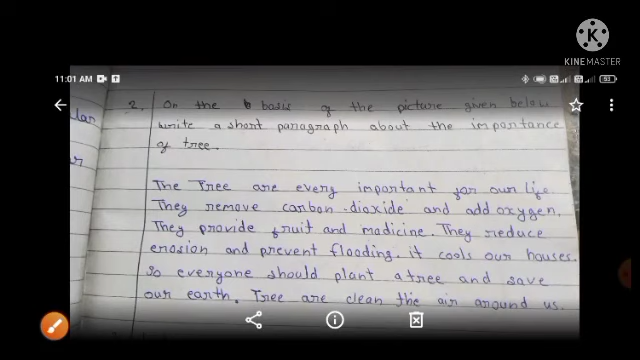 KINEMASTER
11:01 AM
93
lan
2. On the b basis of the picture given below
write a short paragraph about the importance
of tree.
The Tree are every important for our life.
They remove carbon-dioxide and add oxygen.
They provide fruit and madicine. They reduce
erosion and prevent flooding. it cools our houses.
So everyone should plant a tree and save
our earth. Tree are clean the air around us.